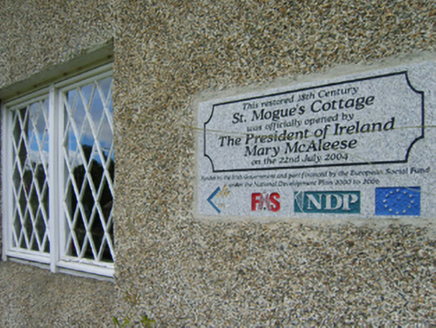 This restored 18th Century
St. Mogue's Cottage
was officially opened by
The President of Ireland
Mary McAleese
on the 22nd July 2004
Funded by the Irish Government and part financed by the European Social Fund
under the National Development Plan 2000 to 2006
FÁS NDP